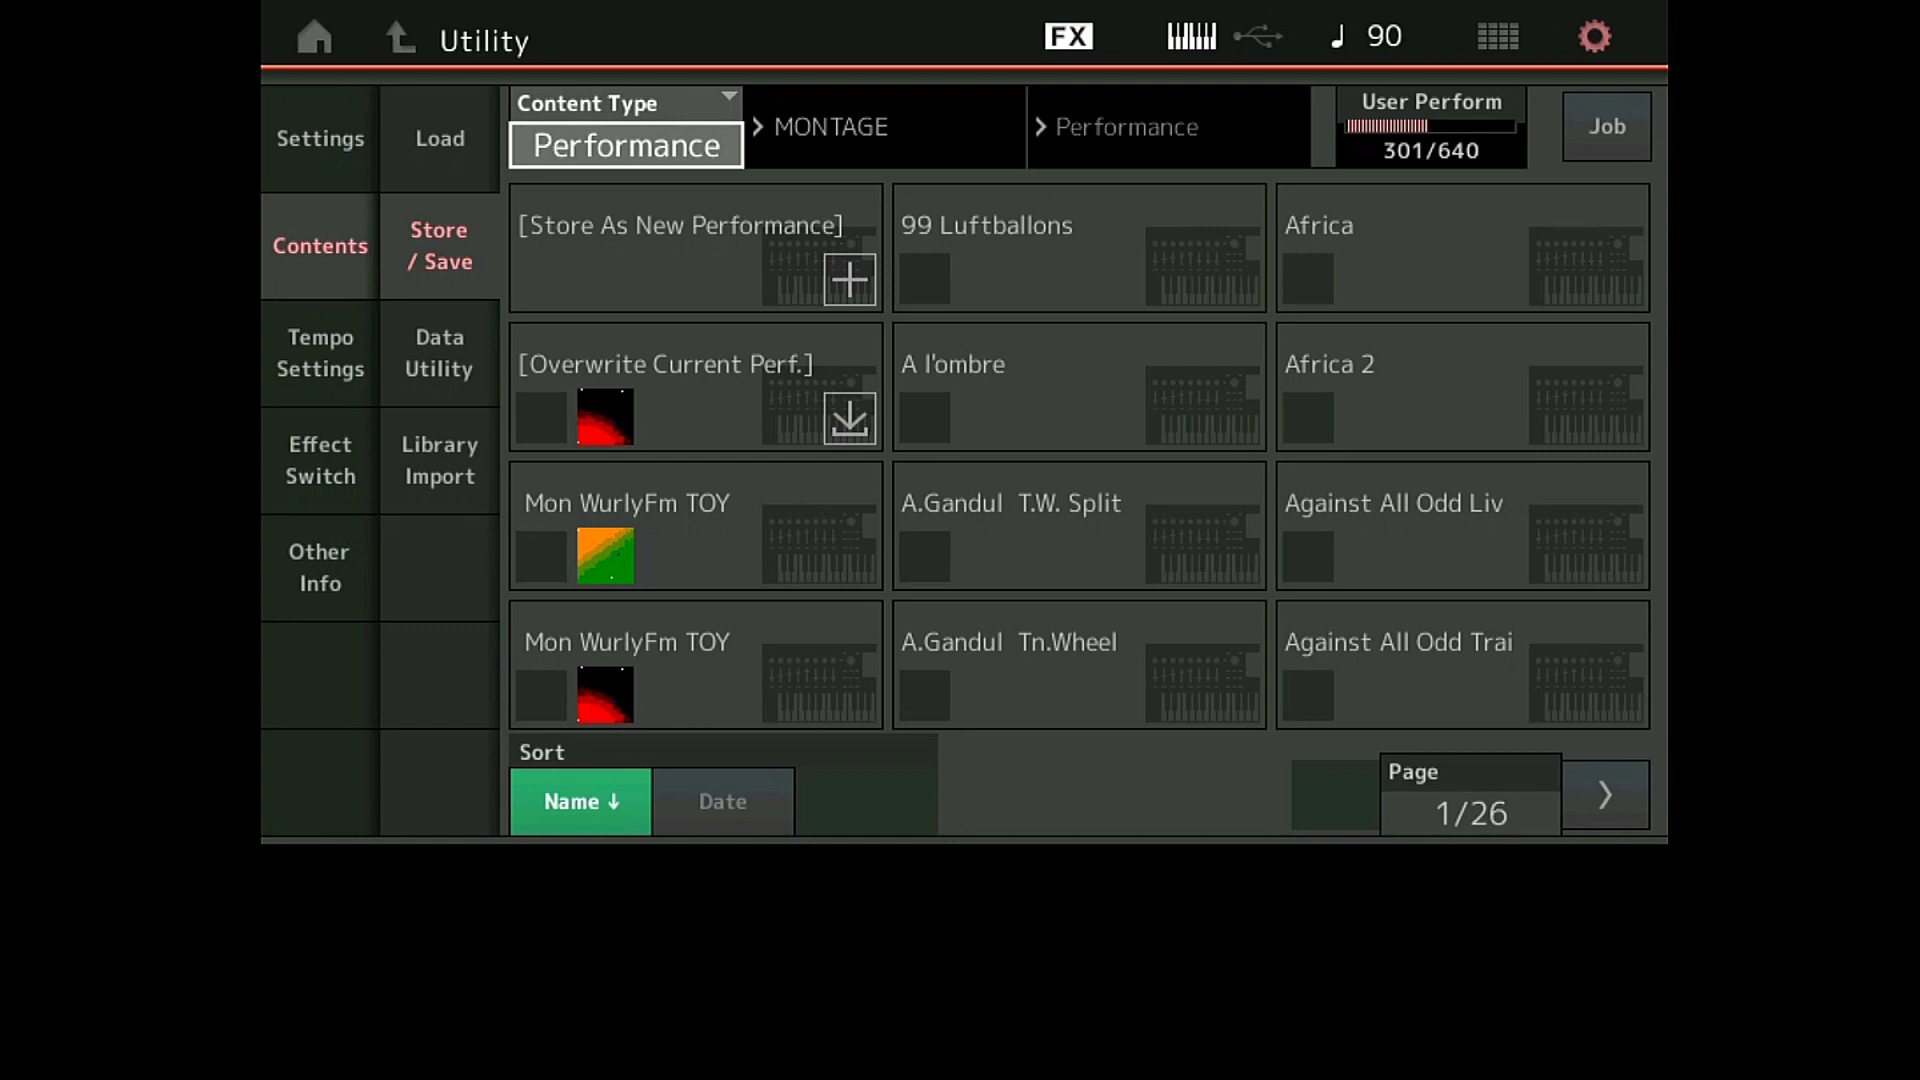 Utility
FX
90
Settings
Load
Contents
Store
/ Save
Tempo
Settings
Data
Utility
Effect
Switch
Library
Import
Other
Info
Content Type
Performance
MONTAGE
Performance
User Perform
301/640
Job
[Store As New Performance]
99 Luftballons
Africa
[Overwrite Current Perf.]
A l'ombre
Africa 2
Mon WurlyFm TOY
A.Gandul T.W. Split
Against All Odd Liv
Mon WurlyFm TOY
A.Gandul Tn.Wheel
Against All Odd Trai
Sort
Name ↓
Date
Page
1/26